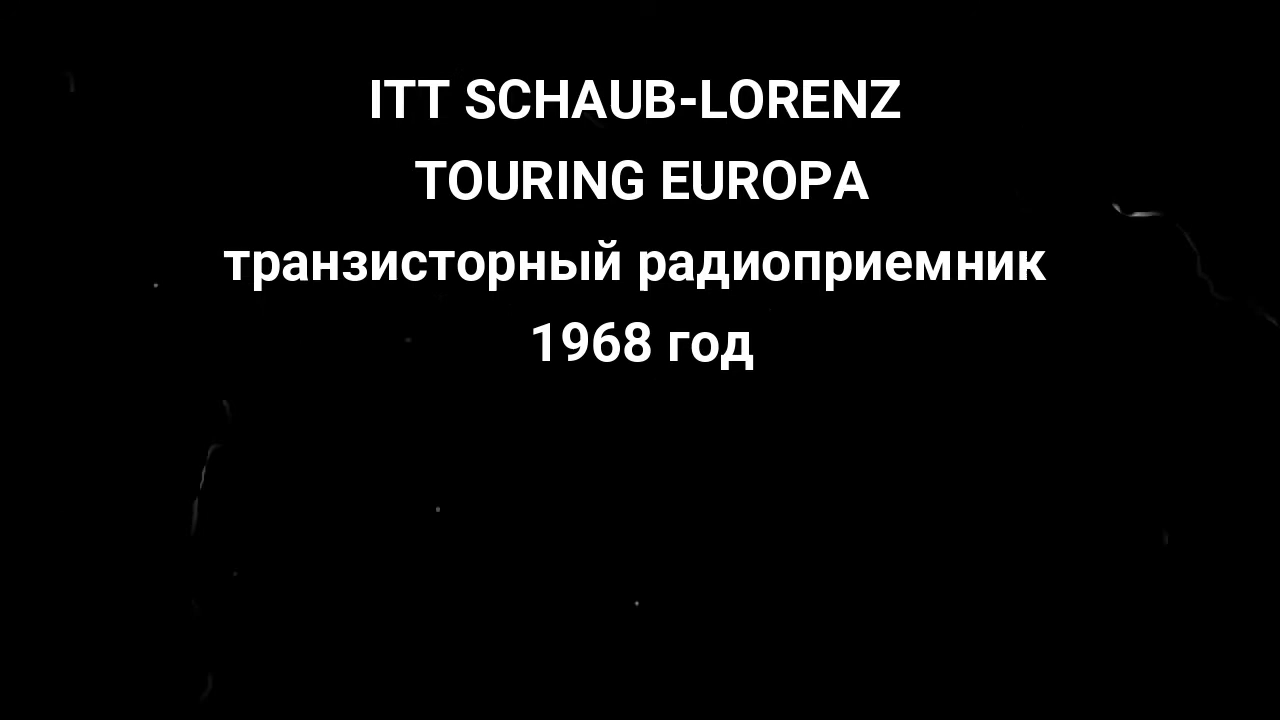 ITT SCHAUB-LORENZ
TOURING EUROPA
транзисторный радиоприемник
1968 год